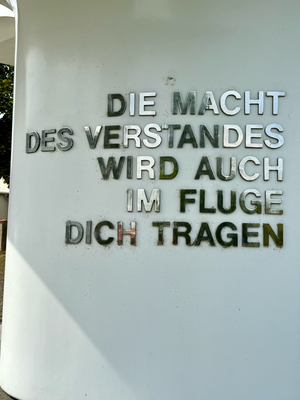 DIE MACHT
DES VERSTANDES
WIRD AUCH
IM FLUGE
DICH TRAGEN